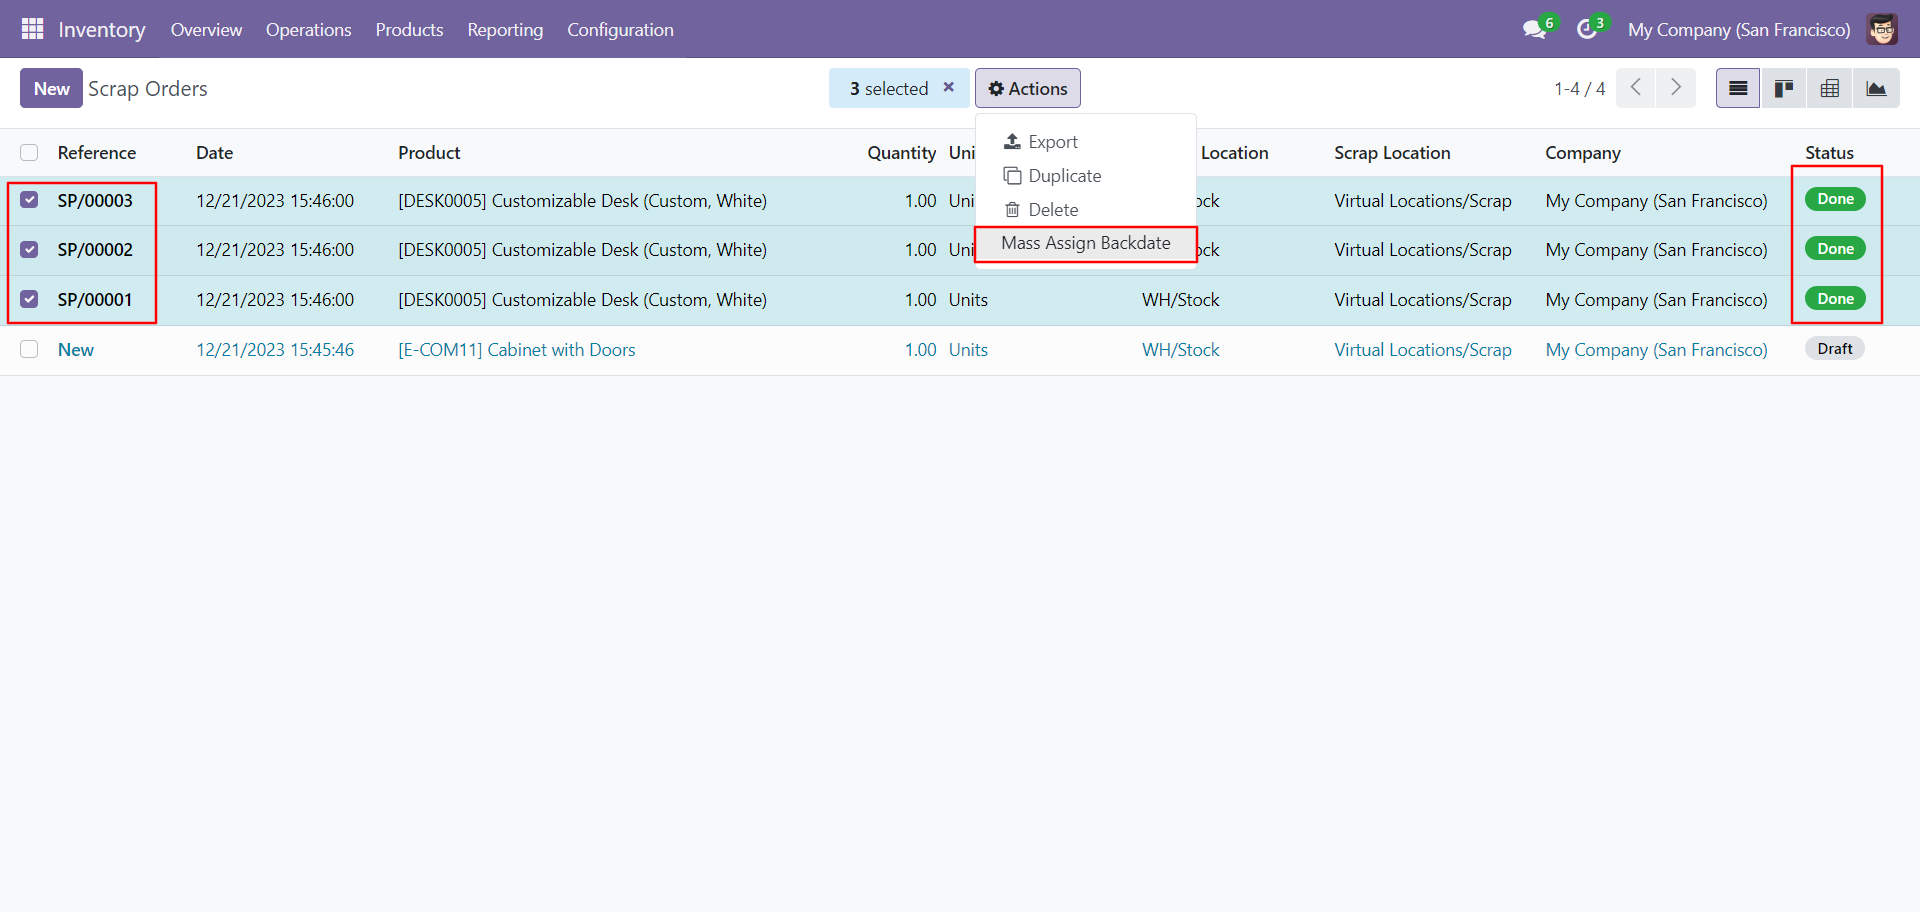 Inventory Overview Operations Products Reporting Configuration 6 3 My Company (San Francisco)
New Scrap Orders 3 selected × Actions 1-4 / 4
Export
Duplicate
Delete
Mass Assign Backdate
Reference Date Product Quantity Uni Location Scrap Location Company Status
SP/00003 12/21/2023 15:46:00 [DESK0005] Customizable Desk (Custom, White) 1.00 Uni ock Virtual Locations/Scrap My Company (San Francisco) Done
SP/00002 12/21/2023 15:46:00 [DESK0005] Customizable Desk (Custom, White) 1.00 Uni ock Virtual Locations/Scrap My Company (San Francisco) Done
SP/00001 12/21/2023 15:46:00 [DESK0005] Customizable Desk (Custom, White) 1.00 Units WH/Stock Virtual Locations/Scrap My Company (San Francisco) Done
New 12/21/2023 15:45:46 [E-COM11] Cabinet with Doors 1.00 Units WH/Stock Virtual Locations/Scrap My Company (San Francisco) Draft